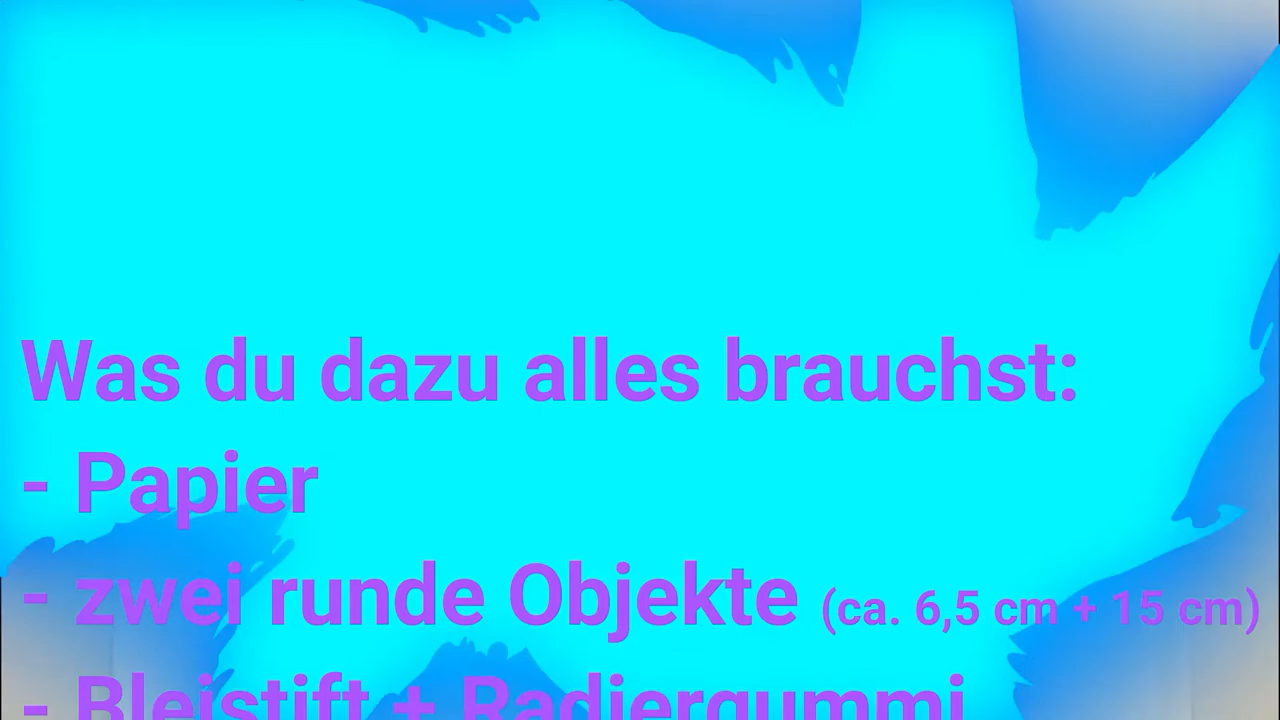 Was du dazu alles brauchst:
- Papier
- zwei runde Objekte (ca. 6,5 cm + 15 cm)
- Bleistift + Radiergummi